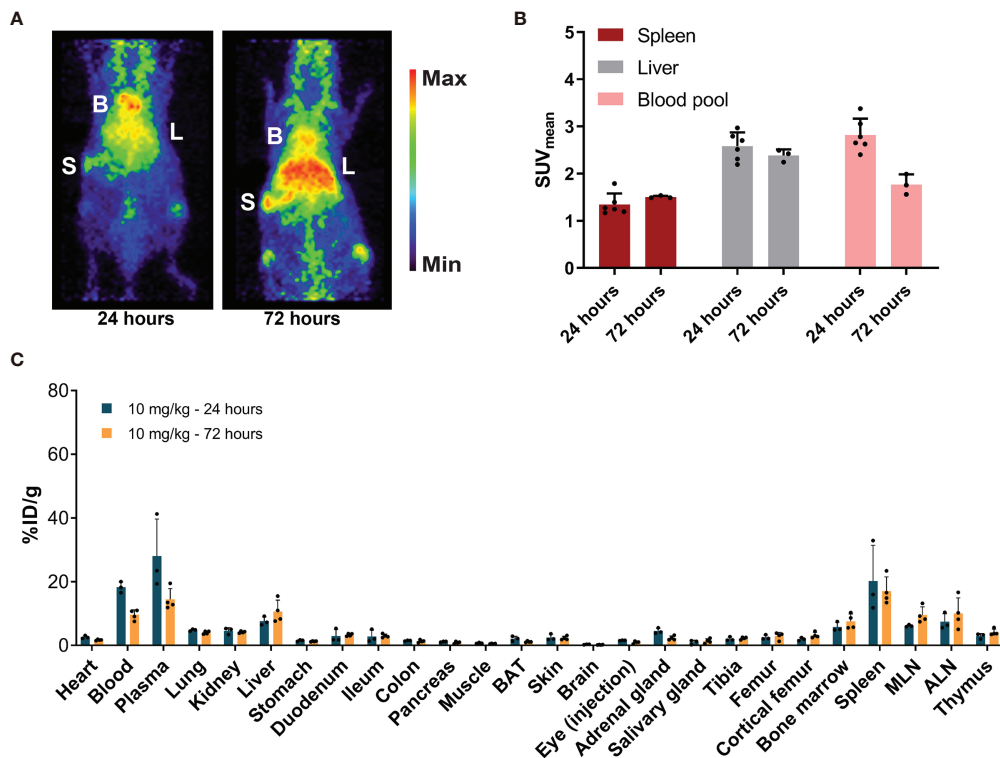 A
B
L
S
24 hours
B
L
S
72 hours
Max
Min
B
SUVmean
5
4
3
2
1
0
Spleen
Liver
Blood pool
24 hours
72 hours
24 hours
72 hours
24 hours
72 hours
C
%ID/g
80
60
40
20
0
10 mg/kg - 24 hours
10 mg/kg - 72 hours
Heart
Blood
Plasma
Lung
Kidney
Liver
Stomach
Duodenum
Ileum
Colon
Pancreas
Muscle
BAT
Skin
Brain
Eye (injection)
Adrenal gland
Salivary gland
Tibia
Femur
Cortical femur
Bone marrow
Spleen
MLN
ALN
Thymus